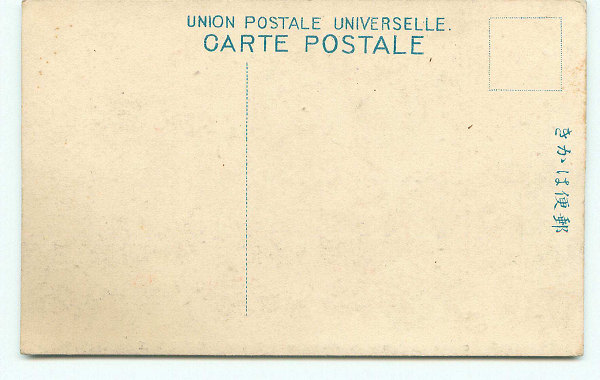 UNION POSTALE UNIVERSELLE.
CARTE POSTALE
きかは便郵